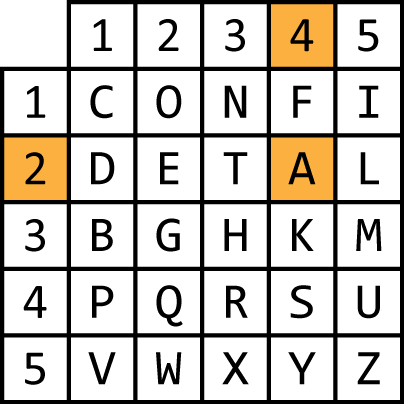 1 2 3 4 5
1 C O N F I
2 D E T A L
3 B G H K M
4 P Q R S U
5 V W X Y Z